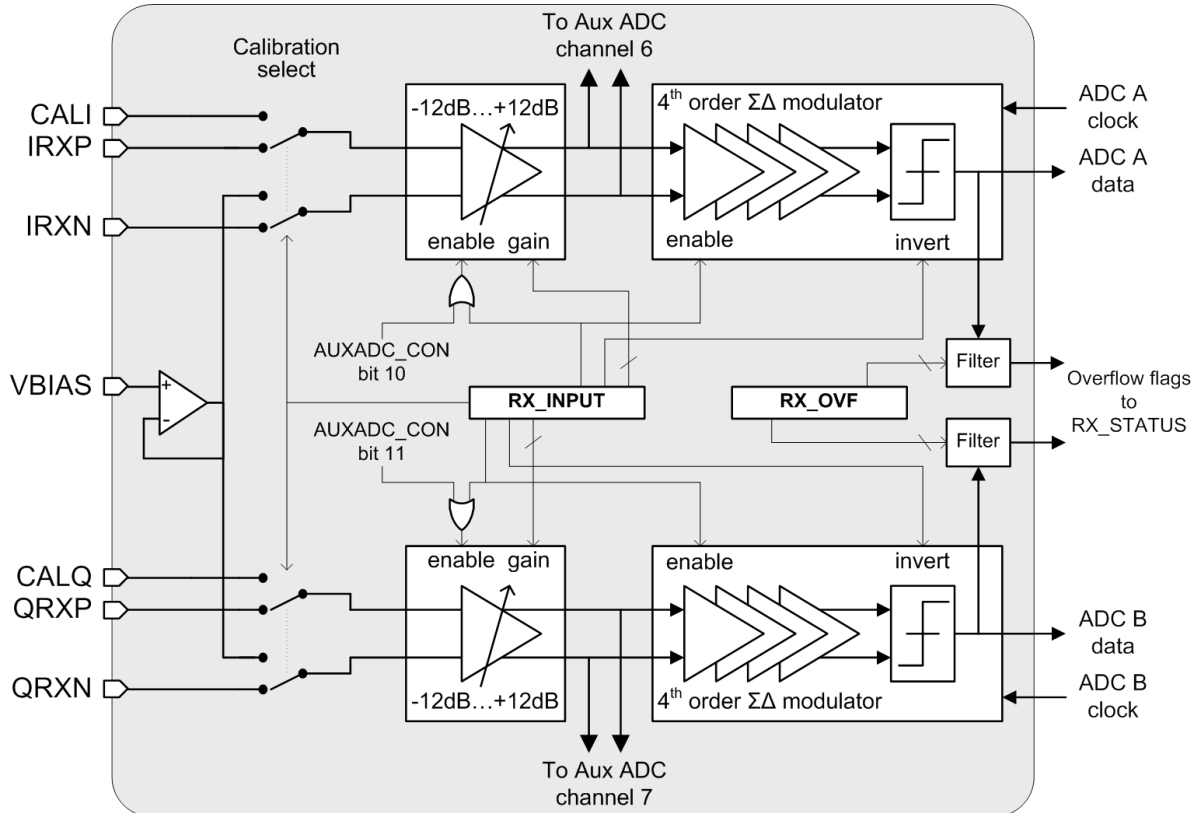 To Aux ADC
channel 6
Calibration
select
CALI
IRXP
IRXN
-12dB…+12dB
enable gain
4th order ΣΔ modulator
enable
invert
ADC A
clock
ADC A
data
AUXADC_CON
bit 10
VBIAS
+
-
RX_INPUT
RX_OVF
Filter
Filter
Overflow flags
to
RX_STATUS
AUXADC_CON
bit 11
CALQ
QRXP
QRXN
enable gain
-12dB…+12dB
enable
invert
4th order ΣΔ modulator
ADC B
data
ADC B
clock
To Aux ADC
channel 7